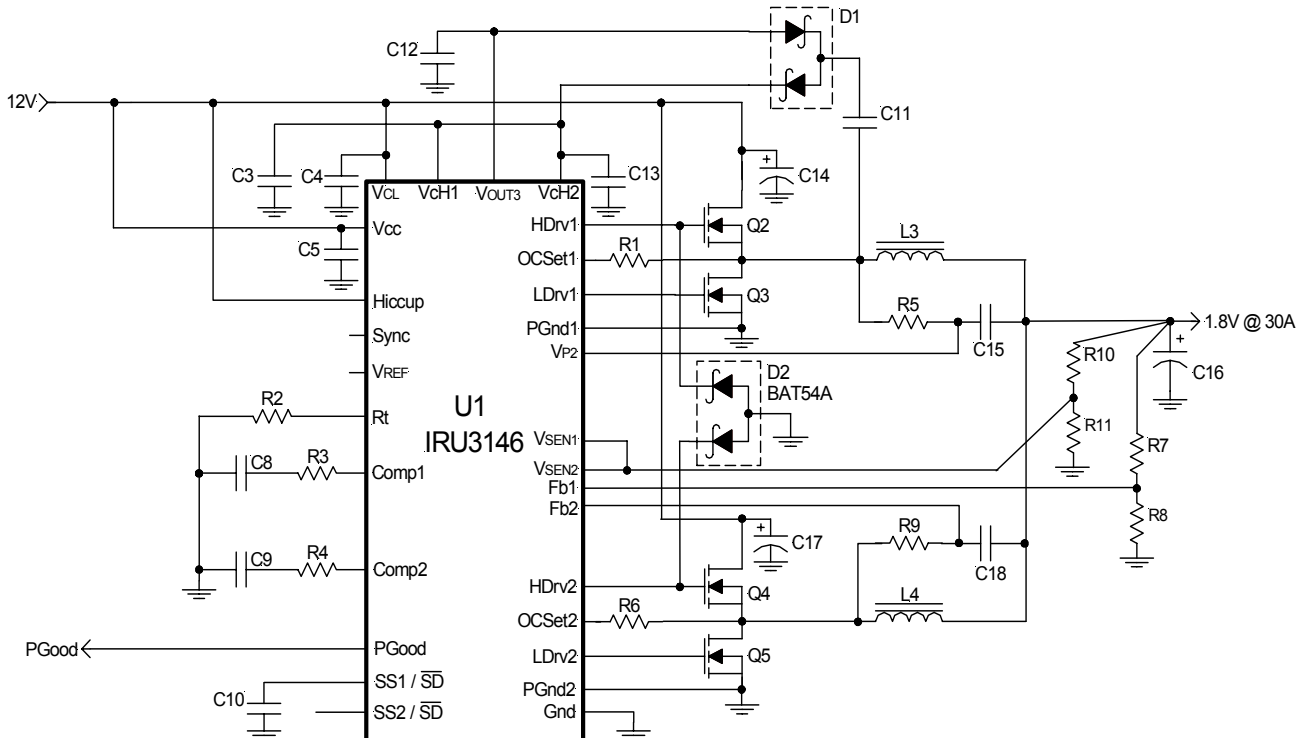 D1
C12
12V
C11
C3
C4
C13
C14
VCL
VcH1
VOUT3
VcH2
Vcc
HDrv1
Q2
L3
C5
OCSet1
R1
Hiccup
LDrv1
Q3
R5
Sync
PGnd1
C15
1.8V @ 30A
VP2
R10
VREF
D2
BAT54A
C16
R2
Rt
U1
IRU3146
R11
VSEN1
R7
C8
R3
Comp1
VSEN2
Fb1
Fb2
R8
C17
R9
C18
C9
R4
Comp2
HDrv2
Q4
L4
OCSet2
R6
PGood
PGood
LDrv2
Q5
SS1 / SD
PGnd2
C10
SS2 / SD
Gnd